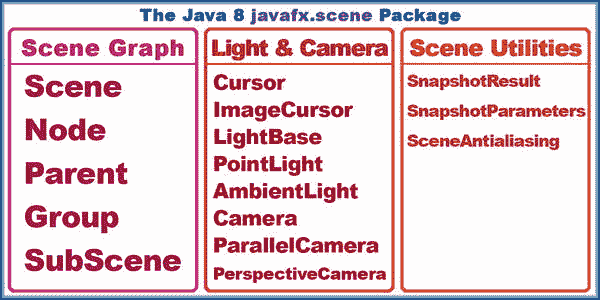 The Java 8 javafx.scene Package
Scene Graph
Scene
Node
Parent
Group
SubScene
Light & Camera
Cursor
ImageCursor
LightBase
PointLight
AmbientLight
Camera
ParallelCamera
PerspectiveCamera
Scene Utilities
SnapshotResult
SnapshotParameters
SceneAntialiasing